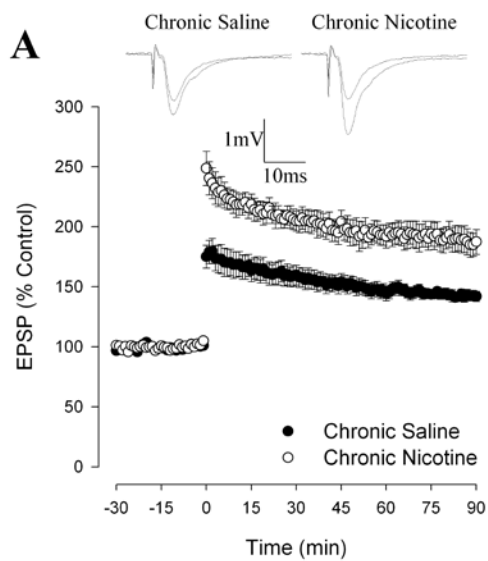 Chronic Saline Chronic Nicotine
A
300
1mV
10ms
250
200
150
100
50
0
EPSP (% Control)
Chronic Saline
Chronic Nicotine
-30 -15 0 15 30 45 60 75 90
Time (min)